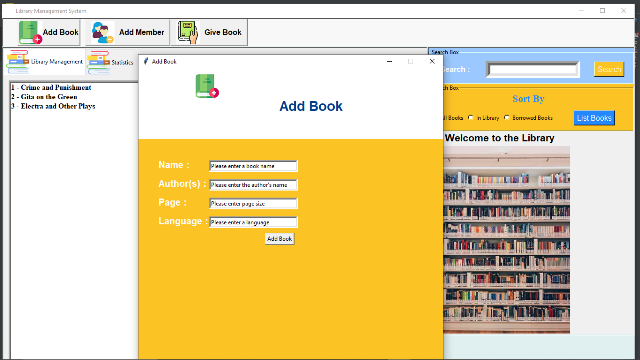 Library Management System
Add Book
Add Member
Give Book
Library Management
Statistics
1 - Crime and Punishment
2 - Gita on the Green
3 - Electra and Other Plays
Add Book
Add Book
Name :
Please enter a book name
Author(s) :
Please enter the author's name
Page :
Please enter page size
Language :
Please enter a language
Add Book
Search Box
Search :
Search
Box
Sort By
Books
In Library
Borrowed Books
List Books
Welcome to the Library